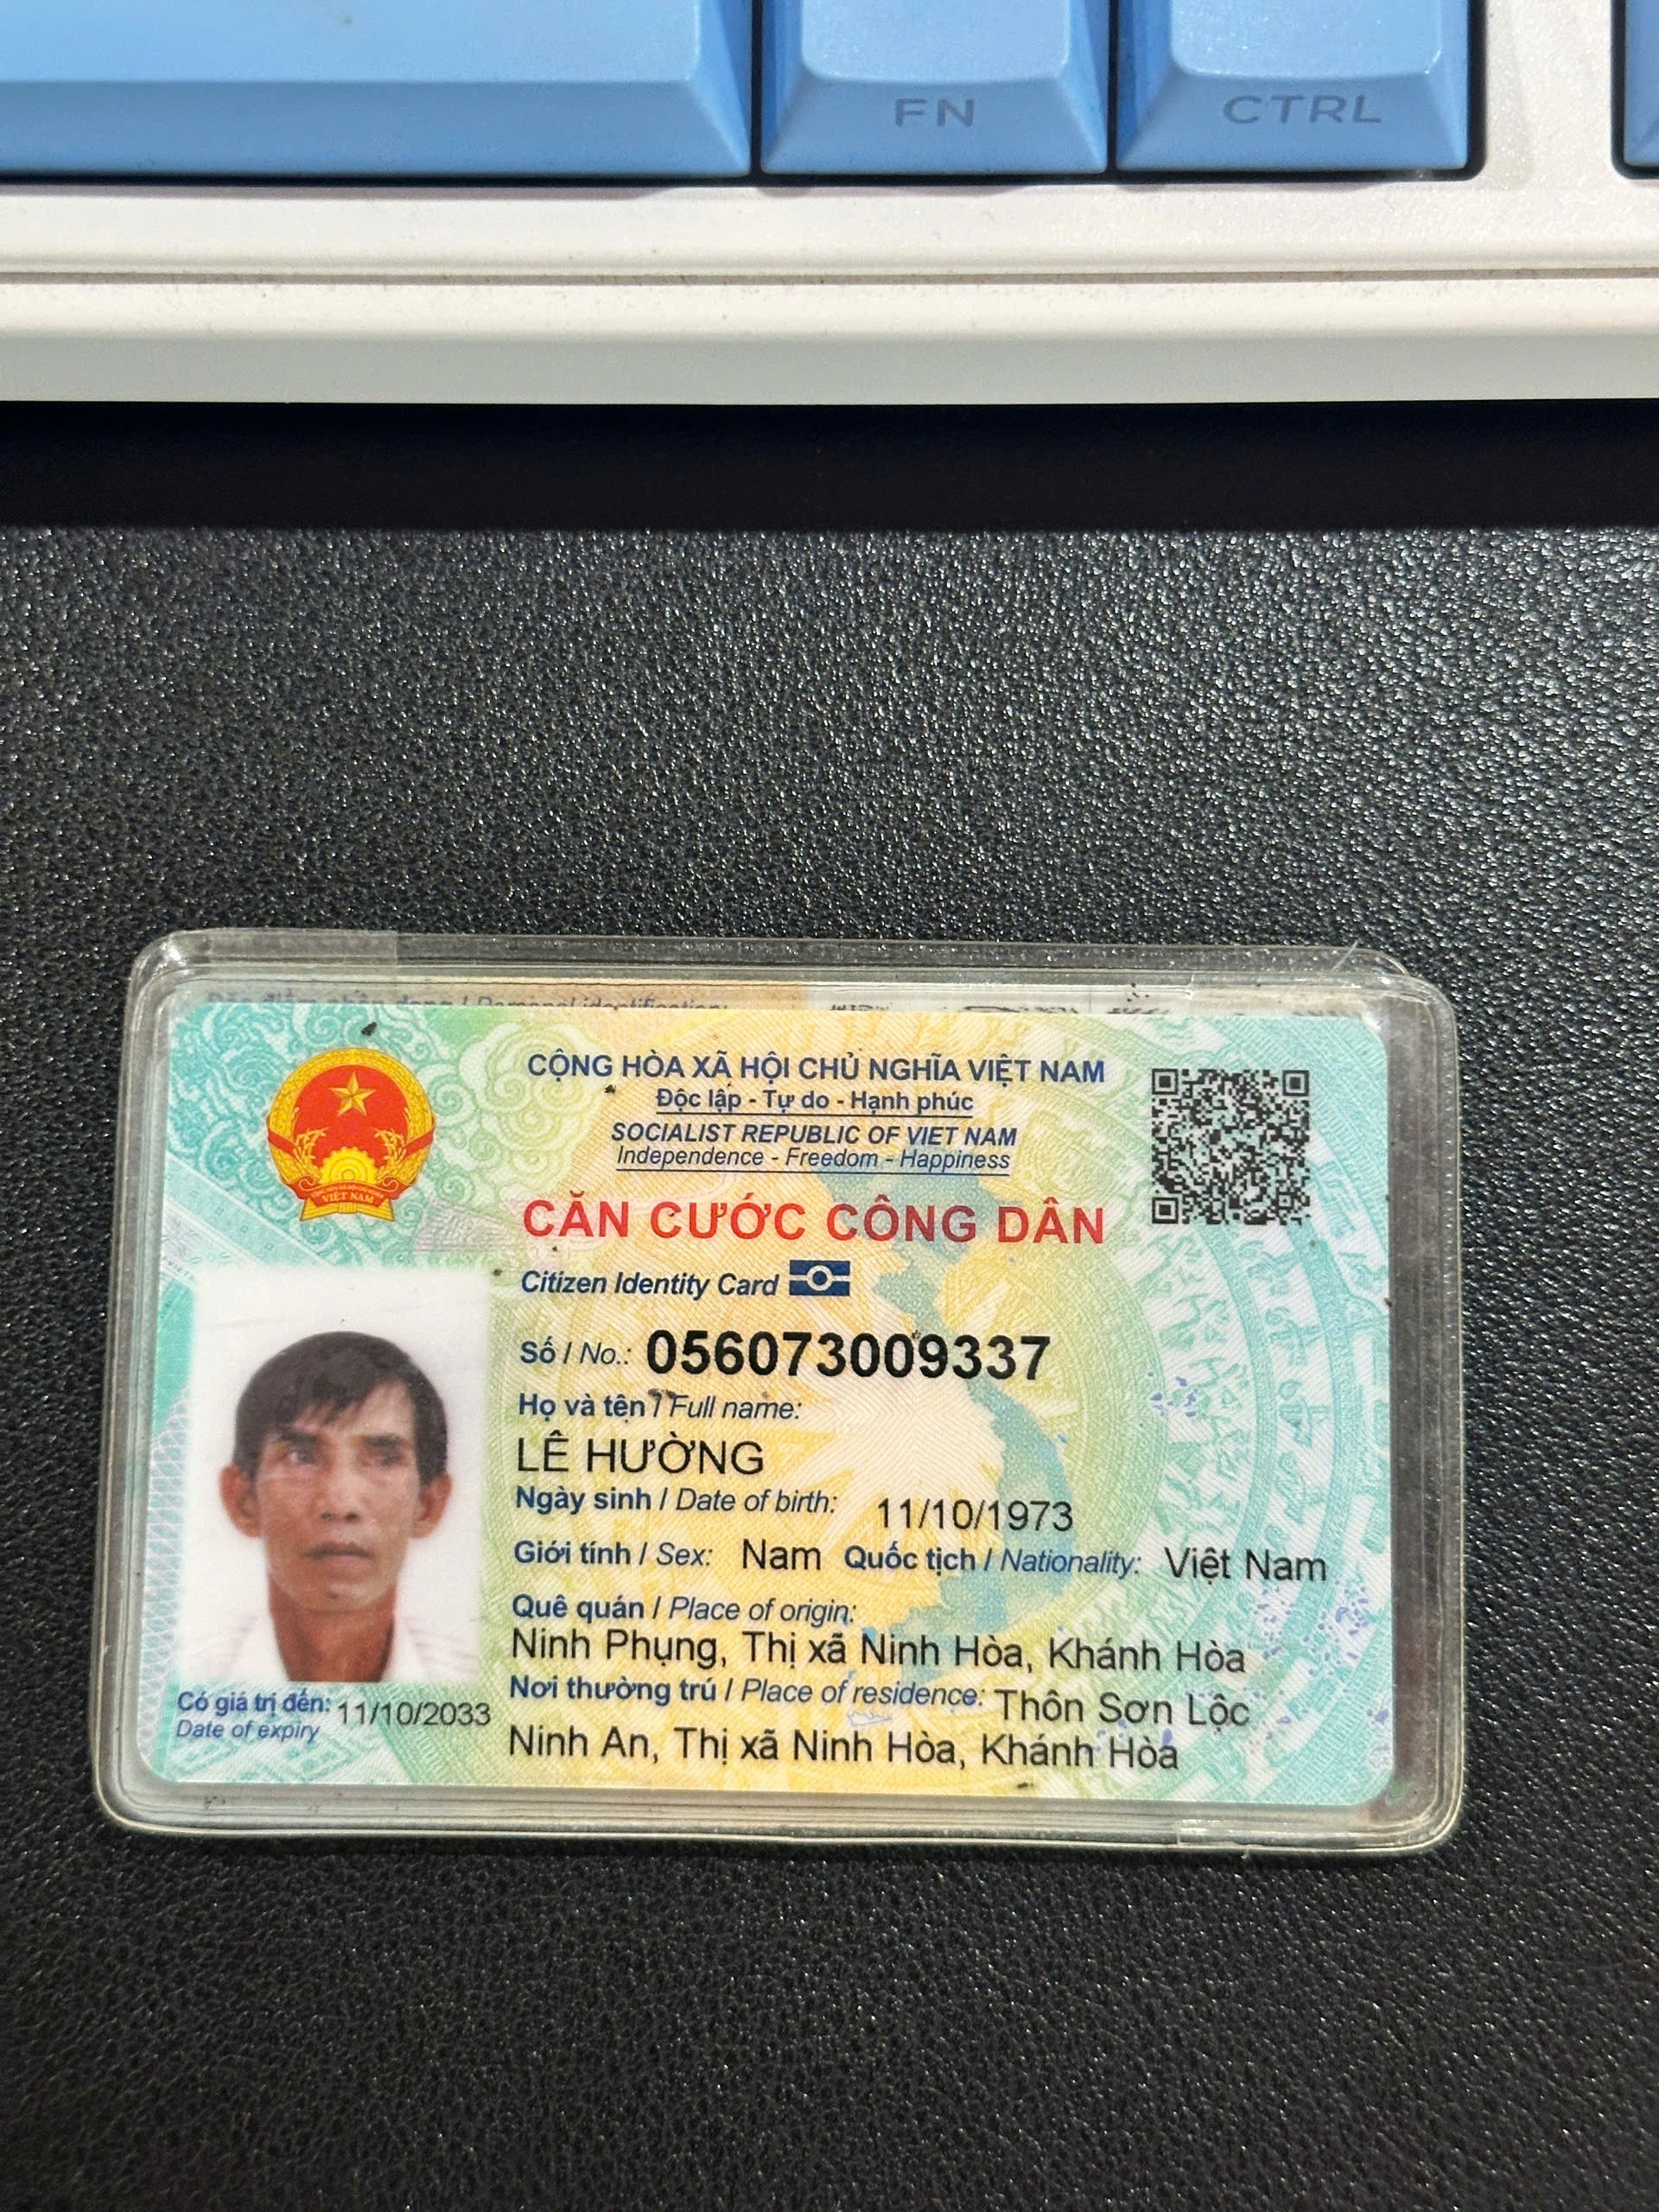 FN
CTRL
CỘNG HÒA XÃ HỘI CHỦ NGHĨA VIỆT NAM
Độc lập - Tự do - Hạnh phúc
SOCIALIST REPUBLIC OF VIET NAM
Independence - Freedom - Happiness
VIỆT NAM
CĂN CƯỚC CÔNG DÂN
Citizen Identity Card
Số / No.: 056073009337
Họ và tên / Full name:
LÊ HƯỜNG
Ngày sinh / Date of birth: 11/10/1973
Giới tính / Sex: Nam Quốc tịch / Nationality: Việt Nam
Quê quán / Place of origin:
Ninh Phụng, Thị xã Ninh Hòa, Khánh Hòa
Nơi thường trú / Place of residence: Thôn Sơn Lộc
Ninh An, Thị xã Ninh Hòa, Khánh Hòa
Có giá trị đến: 11/10/2033
Date of expiry